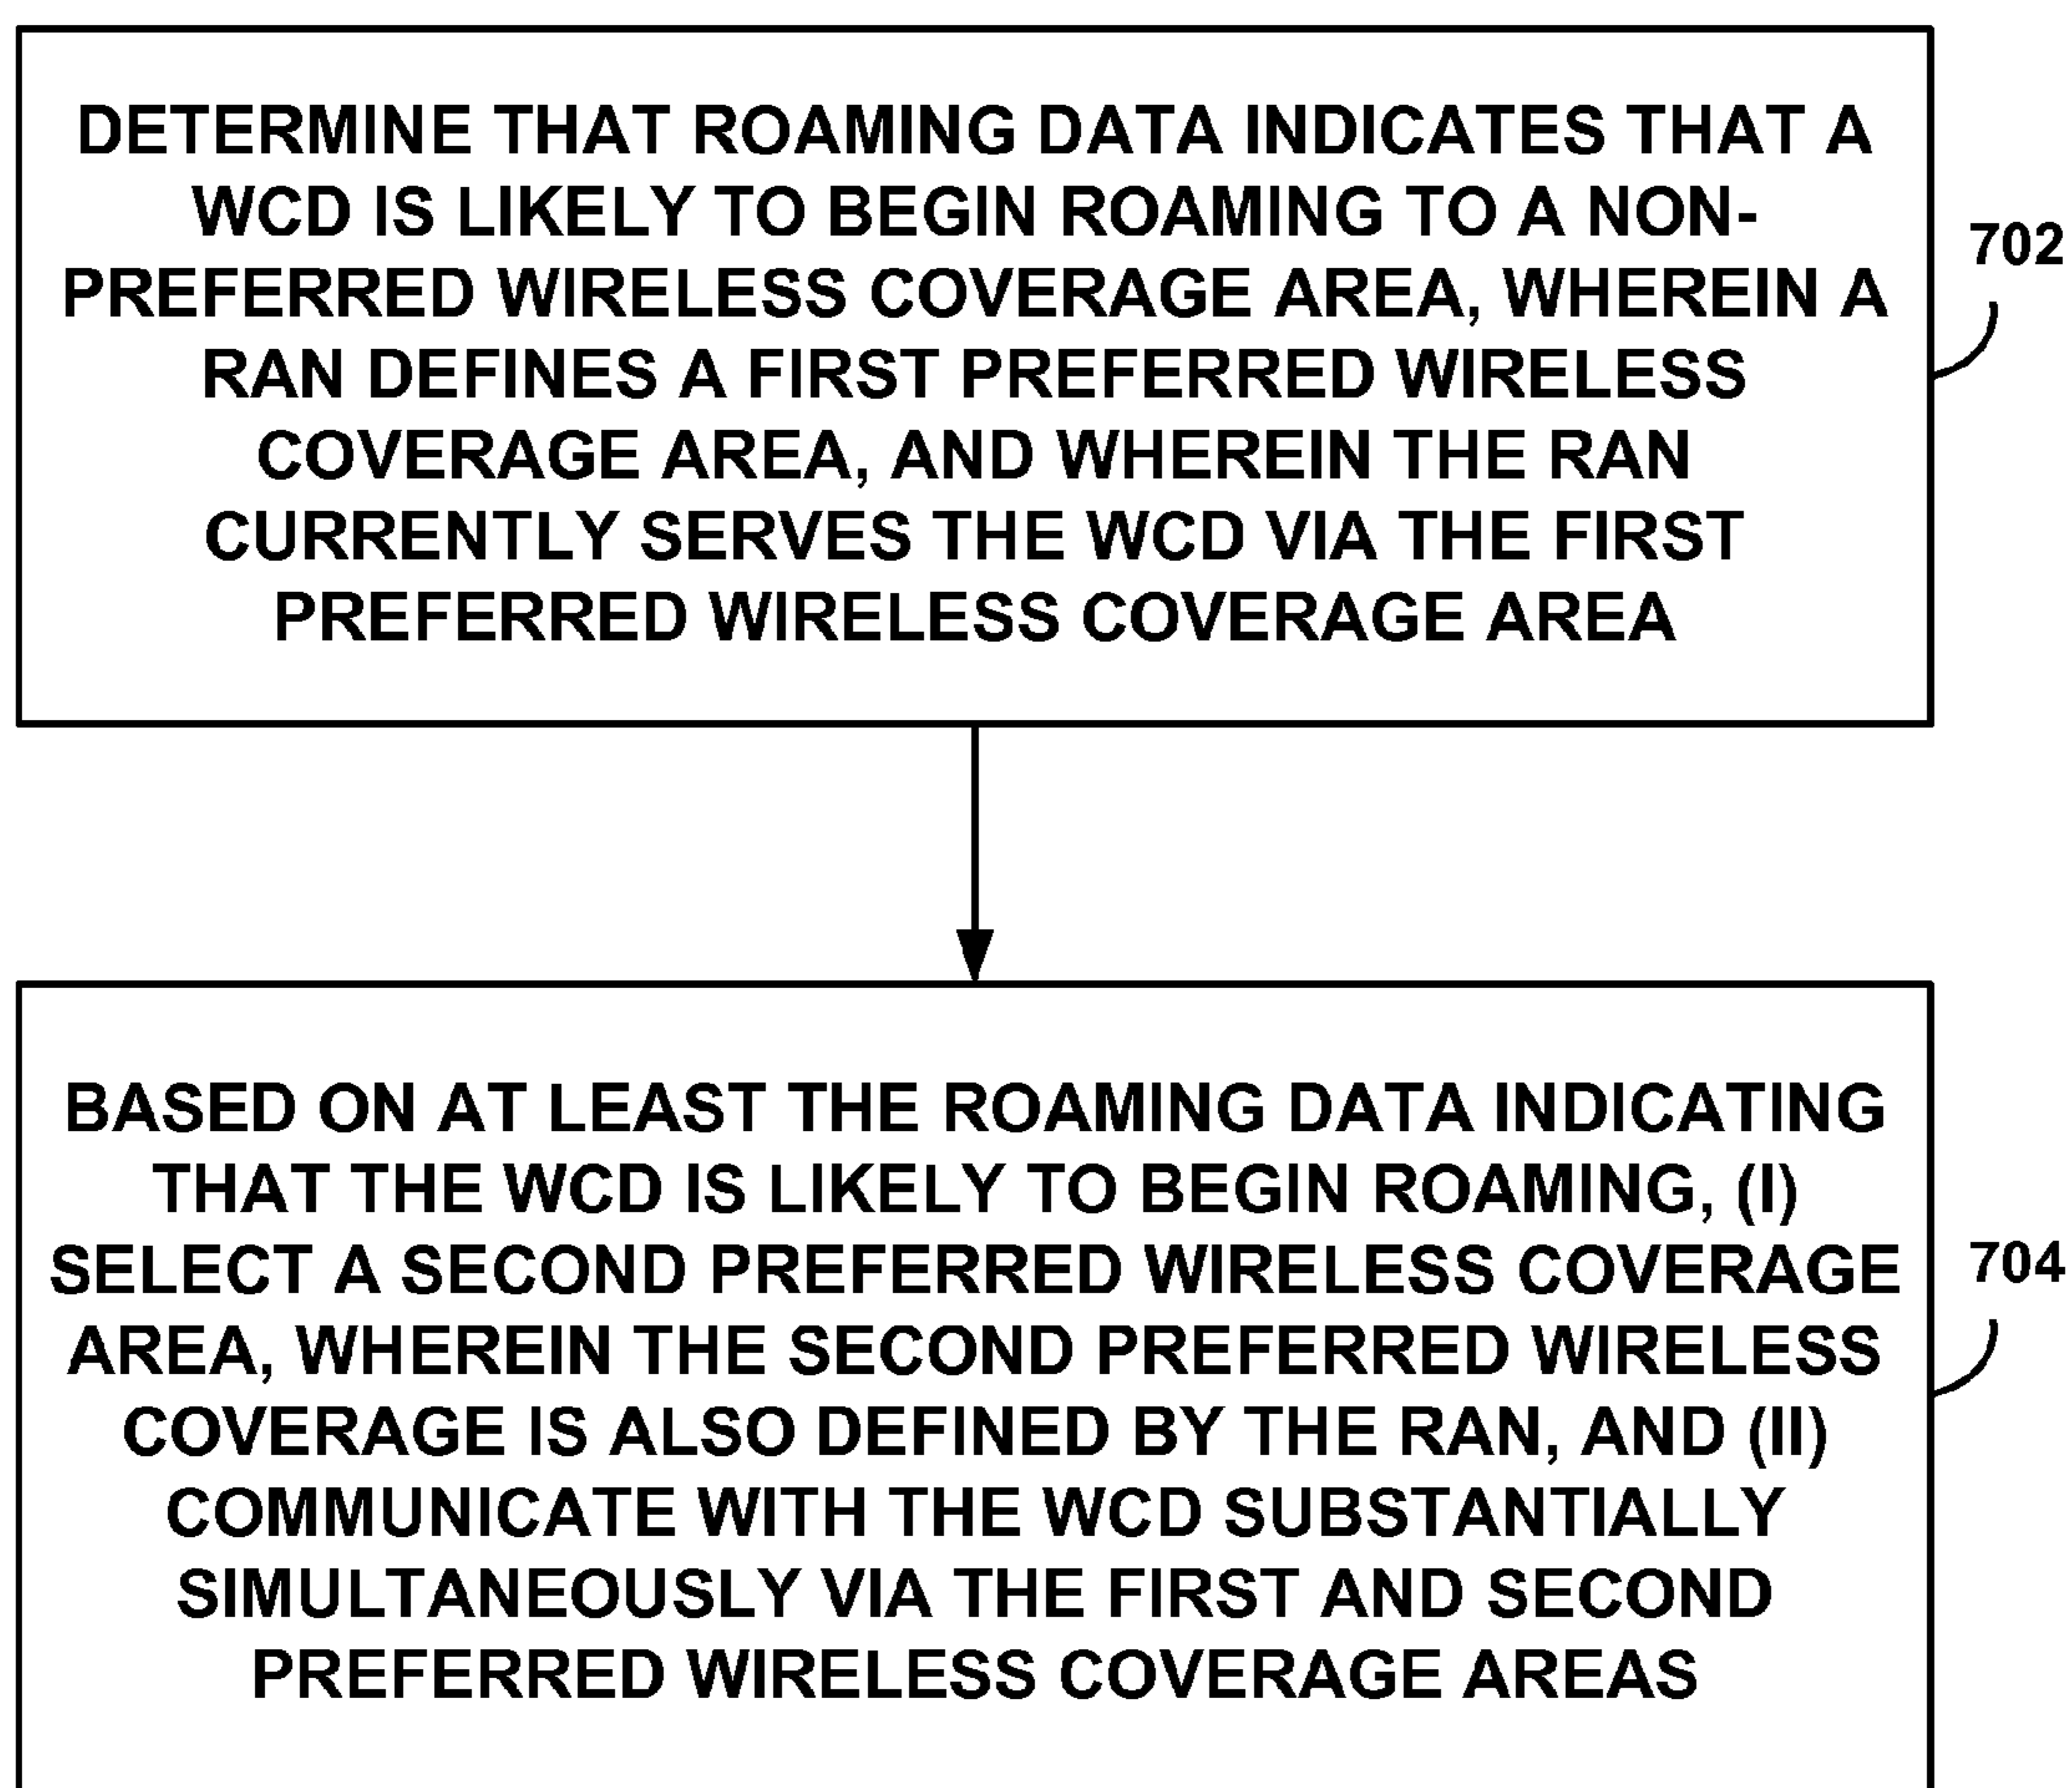 DETERMINE THAT ROAMING DATA INDICATES THAT A
WCD IS LIKELY TO BEGIN ROAMING TO A NON-
PREFERRED WIRELESS COVERAGE AREA, WHEREIN A
RAN DEFINES A FIRST PREFERRED WIRELESS
COVERAGE AREA, AND WHEREIN THE RAN
CURRENTLY SERVES THE WCD VIA THE FIRST
PREFERRED WIRELESS COVERAGE AREA
702
BASED ON AT LEAST THE ROAMING DATA INDICATING
THAT THE WCD IS LIKELY TO BEGIN ROAMING, (I)
SELECT A SECOND PREFERRED WIRELESS COVERAGE
AREA, WHEREIN THE SECOND PREFERRED WIRELESS
COVERAGE IS ALSO DEFINED BY THE RAN, AND (II)
COMMUNICATE WITH THE WCD SUBSTANTIALLY
SIMULTANEOUSLY VIA THE FIRST AND SECOND
PREFERRED WIRELESS COVERAGE AREAS
704